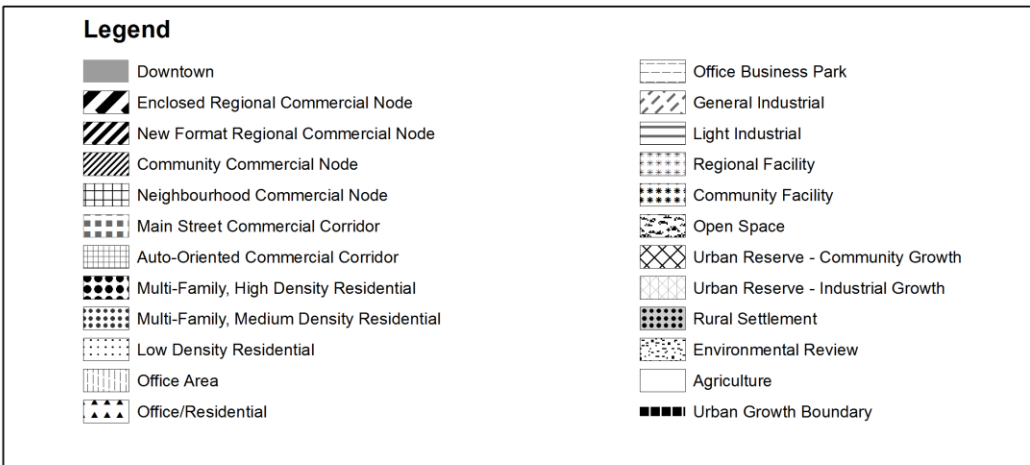 Legend
Downtown
Enclosed Regional Commercial Node
New Format Regional Commercial Node
Community Commercial Node
Neighbourhood Commercial Node
Main Street Commercial Corridor
Auto-Oriented Commercial Corridor
Multi-Family, High Density Residential
Multi-Family, Medium Density Residential
Low Density Residential
Office Area
Office/Residential
Office Business Park
General Industrial
Light Industrial
Regional Facility
Community Facility
Open Space
Urban Reserve - Community Growth
Urban Reserve - Industrial Growth
Rural Settlement
Environmental Review
Agriculture
Urban Growth Boundary